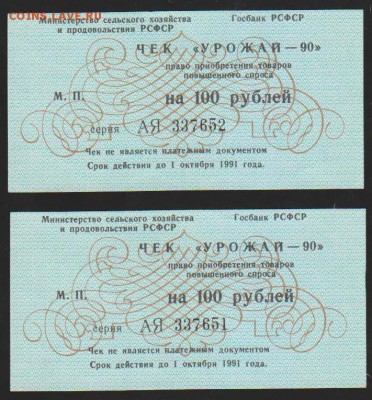 COINS.LAV.RU
Министерство сельского хозяйства
и продовольствия РСФСР
Госбанк РСФСР
ЧЕК «УРОЖАЙ—90»
право приобретения товаров
повышенного спроса
М. П.
на 100 рублей
серия АЯ 337652
Чек не является платежным документом
Срок действия до 1 октября 1991 года.
Министерство сельского хозяйства
и продовольствия РСФСР
Госбанк РСФСР
ЧЕК «УРОЖАЙ—90»
право приобретения товаров
повышенного спроса
М. П.
на 100 рублей
серия АЯ 337651
Чек не является платежным документом
Срок действия до 1 октября 1991 года.